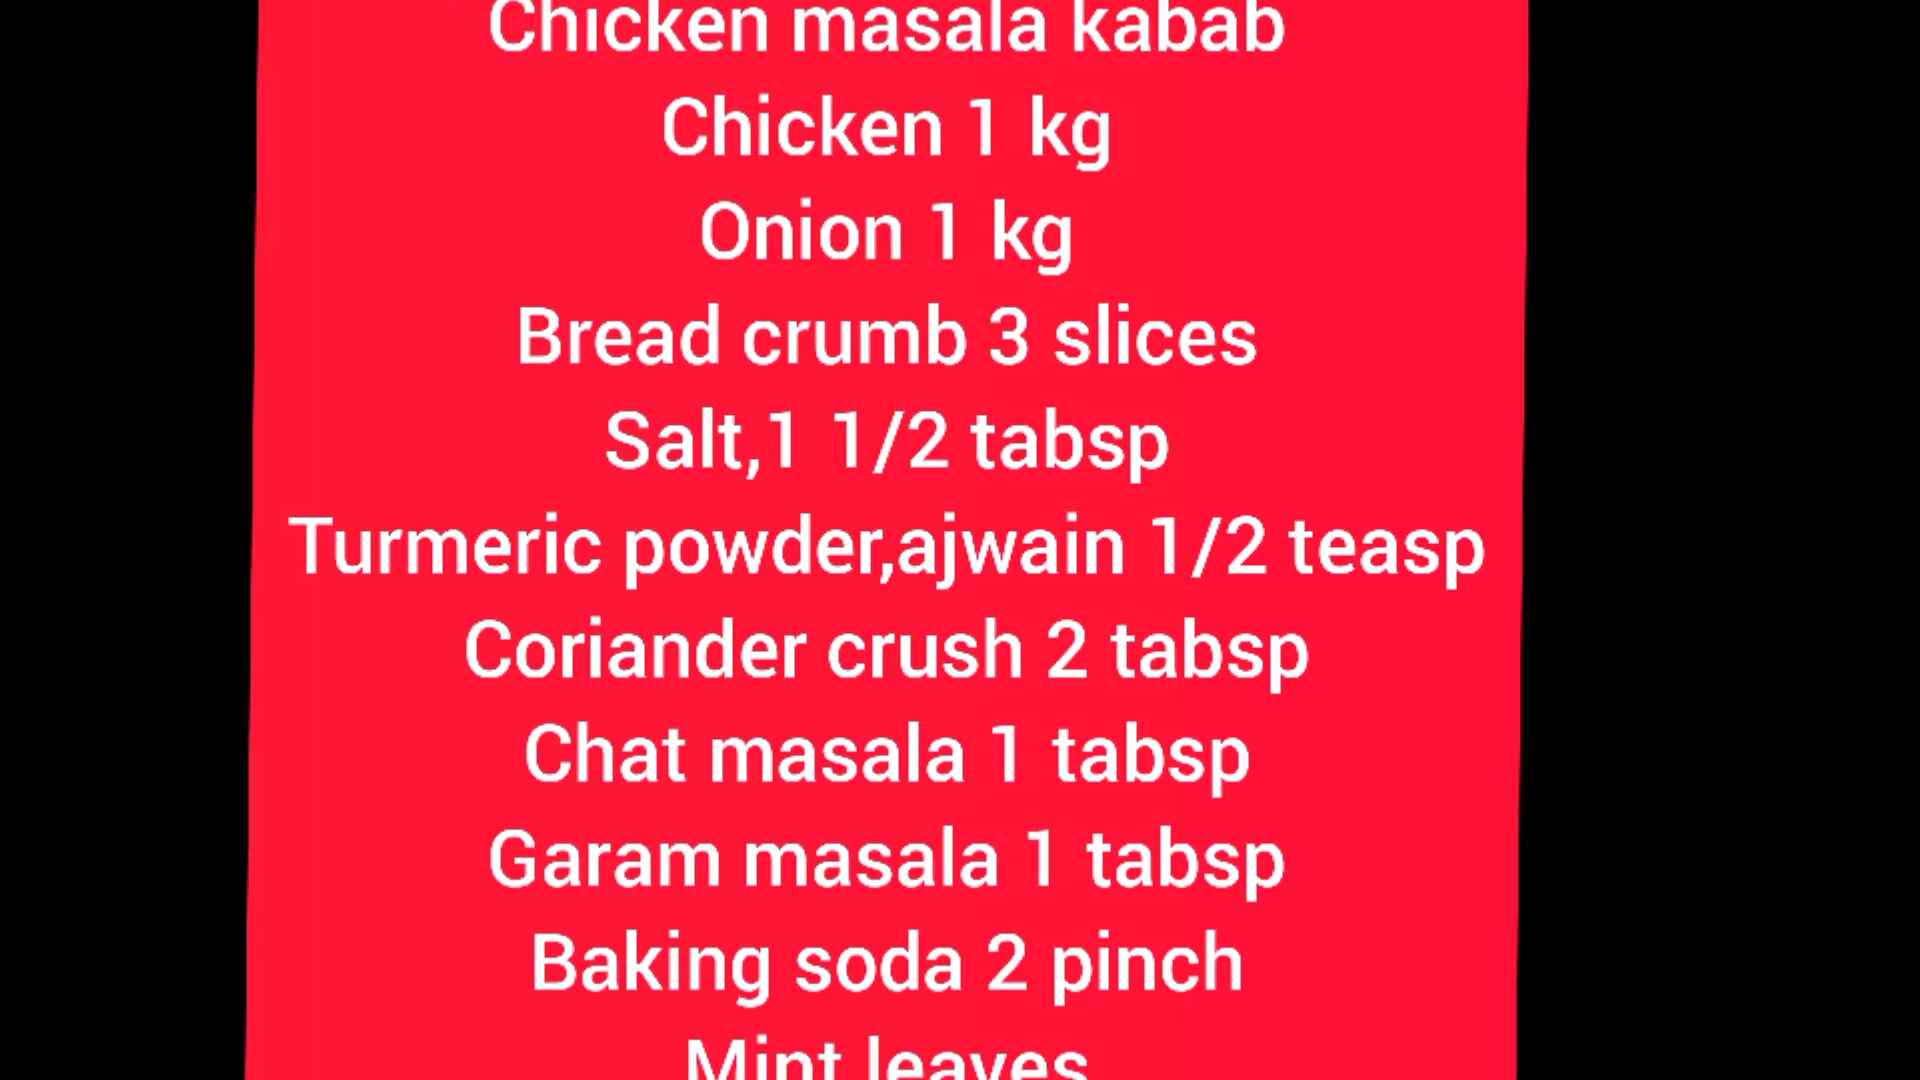 Chicken masala kabab
Chicken 1 kg
Onion 1 kg
Bread crumb 3 slices
Salt,1 1/2 tabsp
Turmeric powder,ajwain 1/2 teasp
Coriander crush 2 tabsp
Chat masala 1 tabsp
Garam masala 1 tabsp
Baking soda 2 pinch
Mint leaves